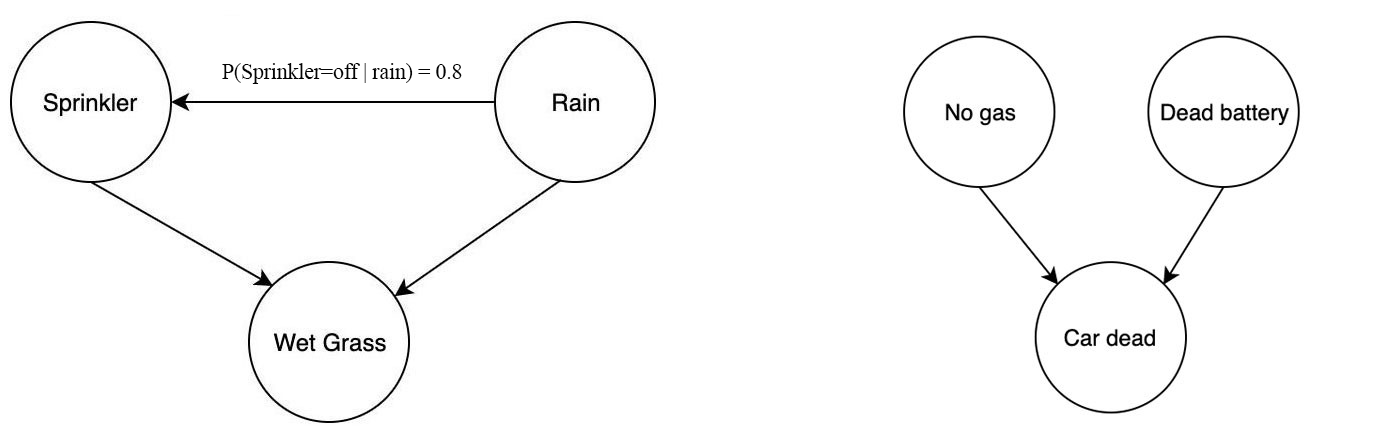 P(Sprinkler=off | rain) = 0.8
Sprinkler
Rain
Wet Grass
No gas
Dead battery
Car dead